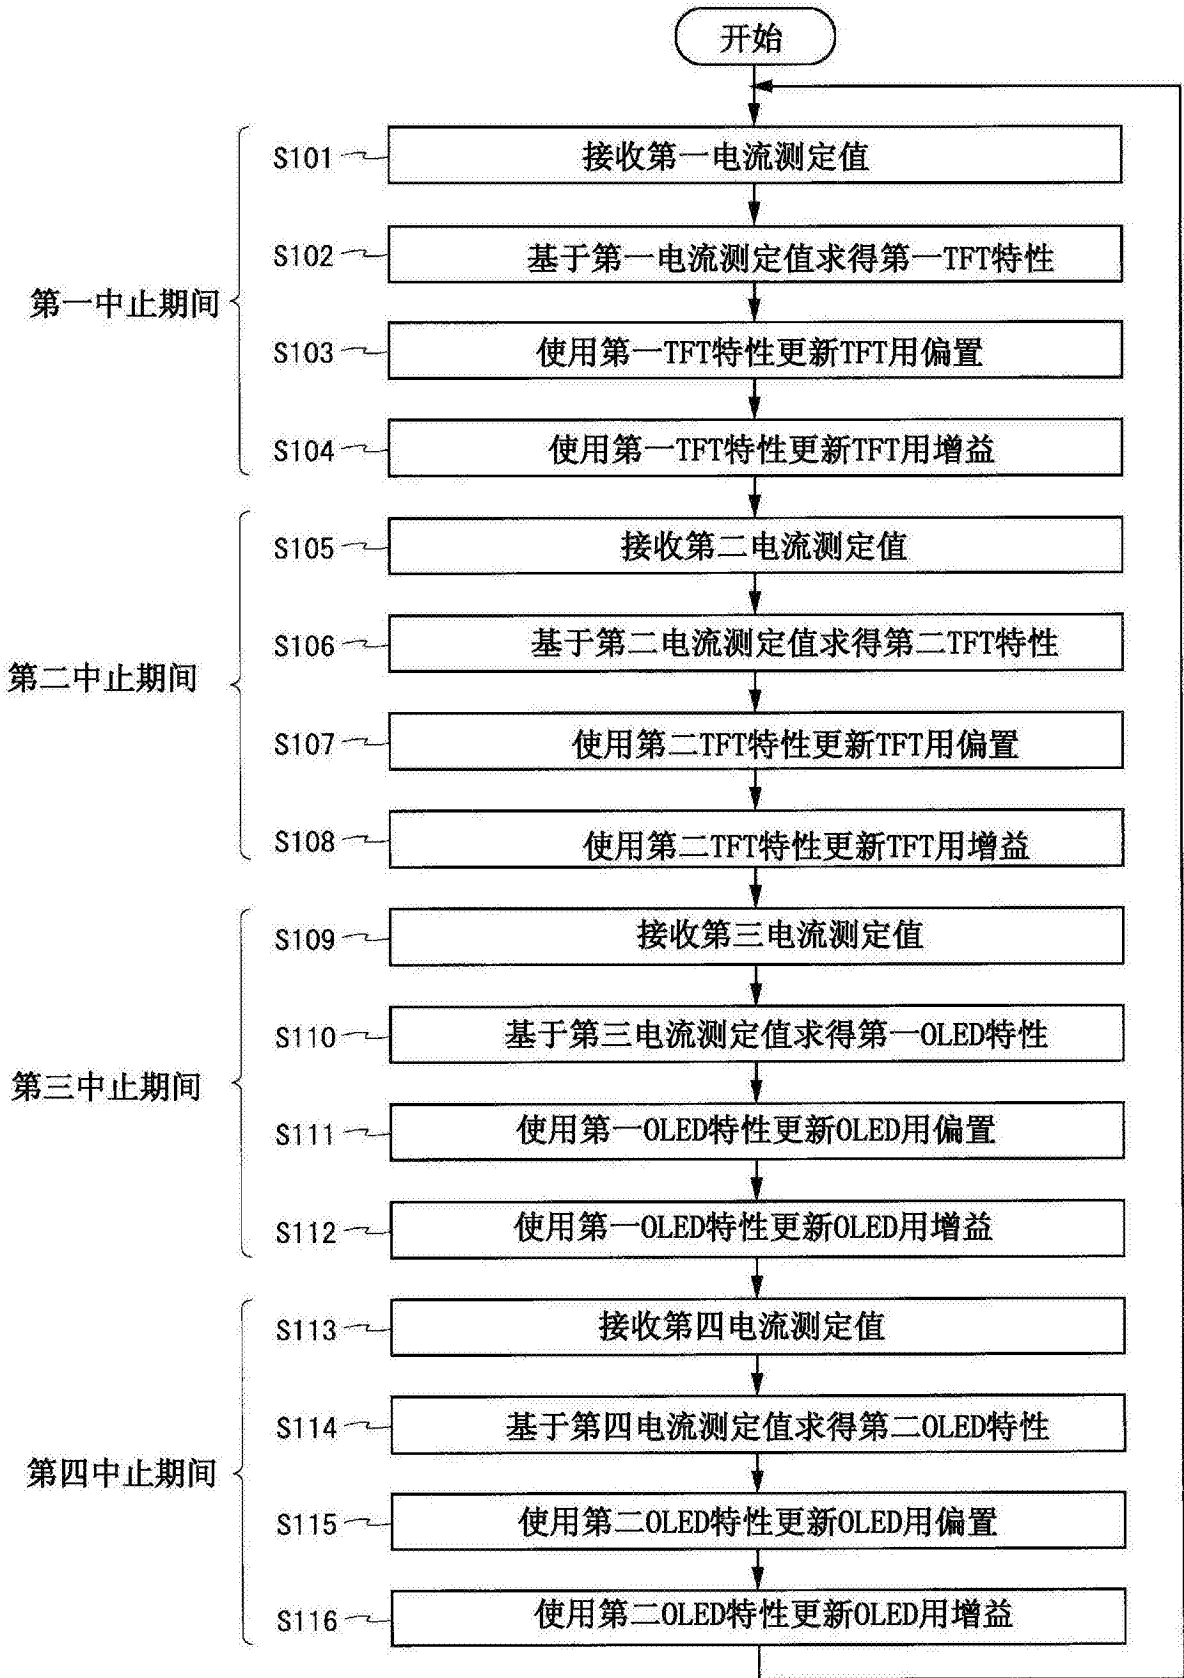 开始
S101 接收第一电流测定值
S102 基于第一电流测定值求得第一TFT特性
第一中止期间
S103 使用第一TFT特性更新TFT用偏置
S104 使用第一TFT特性更新TFT用增益
S105 接收第二电流测定值
S106 基于第二电流测定值求得第二TFT特性
第二中止期间
S107 使用第二TFT特性更新TFT用偏置
S108 使用第二TFT特性更新TFT用增益
S109 接收第三电流测定值
S110 基于第三电流测定值求得第一OLED特性
第三中止期间
S111 使用第一OLED特性更新OLED用偏置
S112 使用第一OLED特性更新OLED用增益
S113 接收第四电流测定值
S114 基于第四电流测定值求得第二OLED特性
第四中止期间
S115 使用第二OLED特性更新OLED用偏置
S116 使用第二OLED特性更新OLED用增益